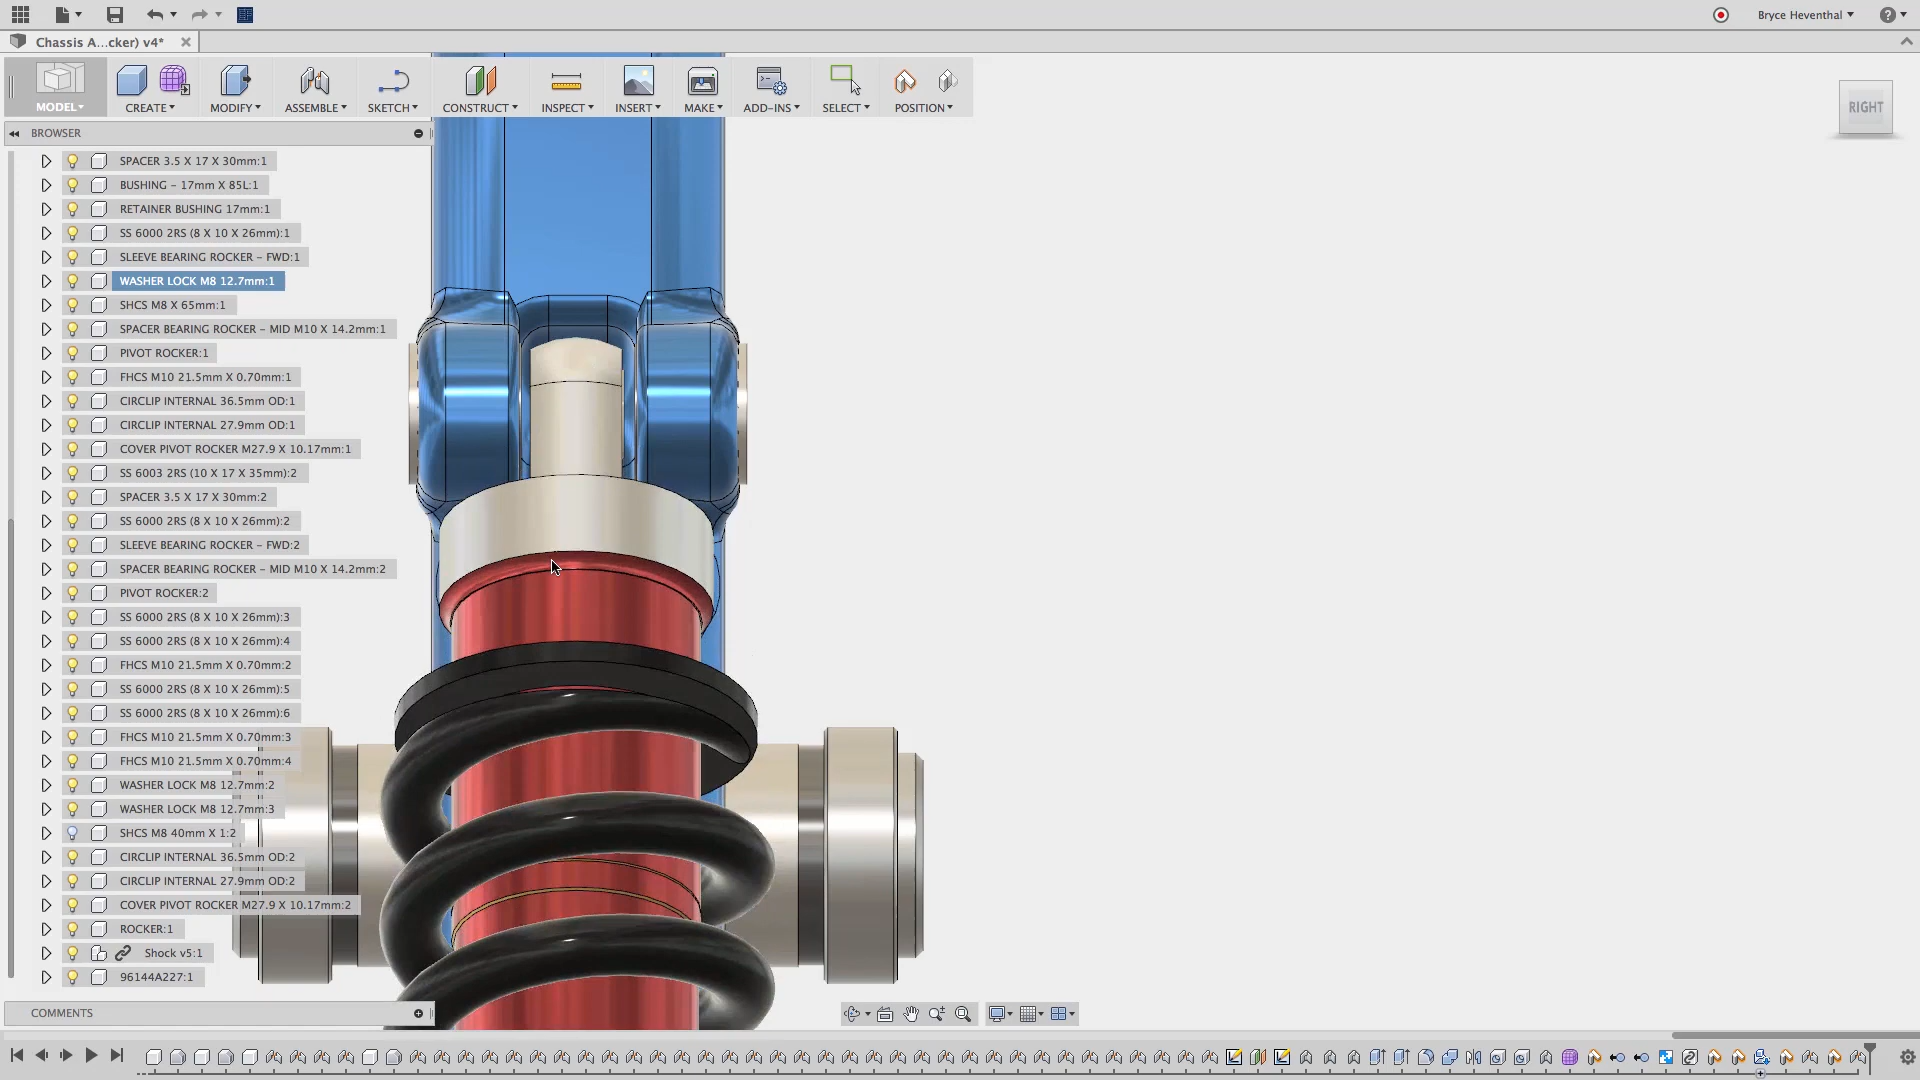 Bryce Heventhal
Chassis A...cker) v4*
MODEL
CREATE
MODIFY
ASSEMBLE
SKETCH
CONSTRUCT
INSPECT
INSERT
MAKE
ADD-INS
SELECT
POSITION
RIGHT
BROWSER
SPACER 3.5 X 17 X 30mm:1
BUSHING - 17mm X 85L:1
RETAINER BUSHING 17mm:1
SS 6000 2RS (8 X 10 X 26mm):1
SLEEVE BEARING ROCKER - FWD:1
WASHER LOCK M8 12.7mm:1
SHCS M8 X 65mm:1
SPACER BEARING ROCKER - MID M10 X 14.2mm:1
PIVOT ROCKER:1
FHCS M10 21.5mm X 0.70mm:1
CIRCLIP INTERNAL 36.5mm OD:1
CIRCLIP INTERNAL 27.9mm OD:1
COVER PIVOT ROCKER M27.9 X 10.17mm:1
SS 6003 2RS (10 X 17 X 35mm):2
SPACER 3.5 X 17 X 30mm:2
SS 6000 2RS (8 X 10 X 26mm):2
SLEEVE BEARING ROCKER - FWD:2
SPACER BEARING ROCKER - MID M10 X 14.2mm:2
PIVOT ROCKER:2
SS 6000 2RS (8 X 10 X 26mm):3
SS 6000 2RS (8 X 10 X 26mm):4
FHCS M10 21.5mm X 0.70mm:2
SS 6000 2RS (8 X 10 X 26mm):5
SS 6000 2RS (8 X 10 X 26mm):6
FHCS M10 21.5mm X 0.70mm:3
FHCS M10 21.5mm X 0.70mm:4
WASHER LOCK M8 12.7mm:2
WASHER LOCK M8 12.7mm:3
SHCS M8 40mm X 1:2
CIRCLIP INTERNAL 36.5mm OD:2
CIRCLIP INTERNAL 27.9mm OD:2
COVER PIVOT ROCKER M27.9 X 10.17mm:2
ROCKER:1
Shock v5:1
96144A227:1
COMMENTS